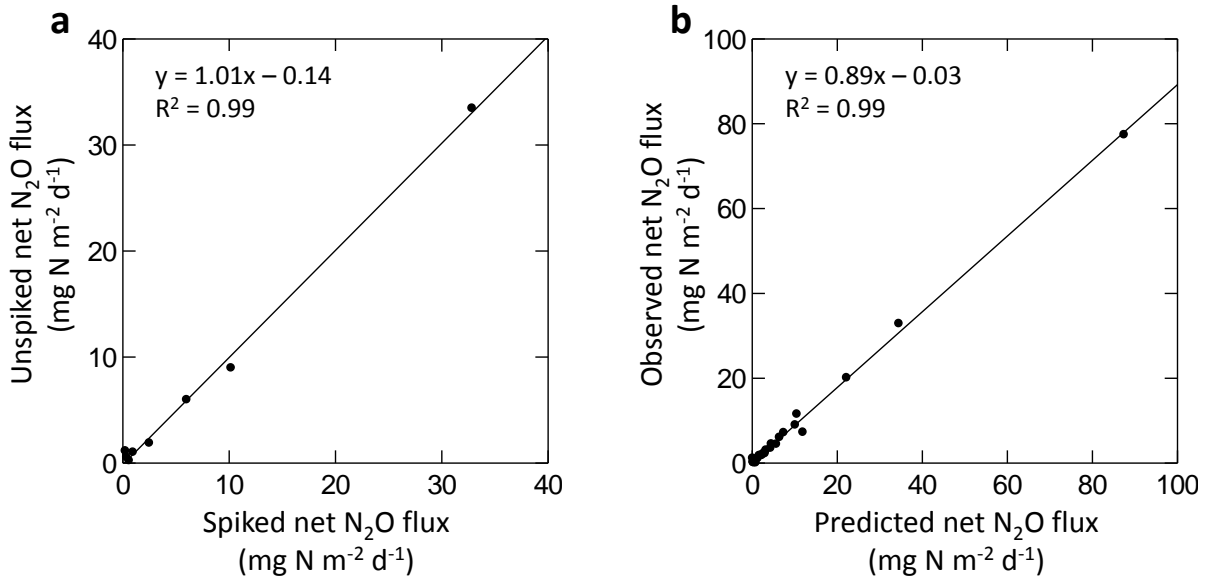 a
y = 1.01x – 0.14
R² = 0.99
40
30
20
10
0
0 10 20 30 40
Unspiked net N₂O flux
(mg N m⁻² d⁻¹)
Spiked net N₂O flux
(mg N m⁻² d⁻¹)
b
y = 0.89x – 0.03
R² = 0.99
100
80
60
40
20
0
0 20 40 60 80 100
Observed net N₂O flux
(mg N m⁻² d⁻¹)
Predicted net N₂O flux
(mg N m⁻² d⁻¹)